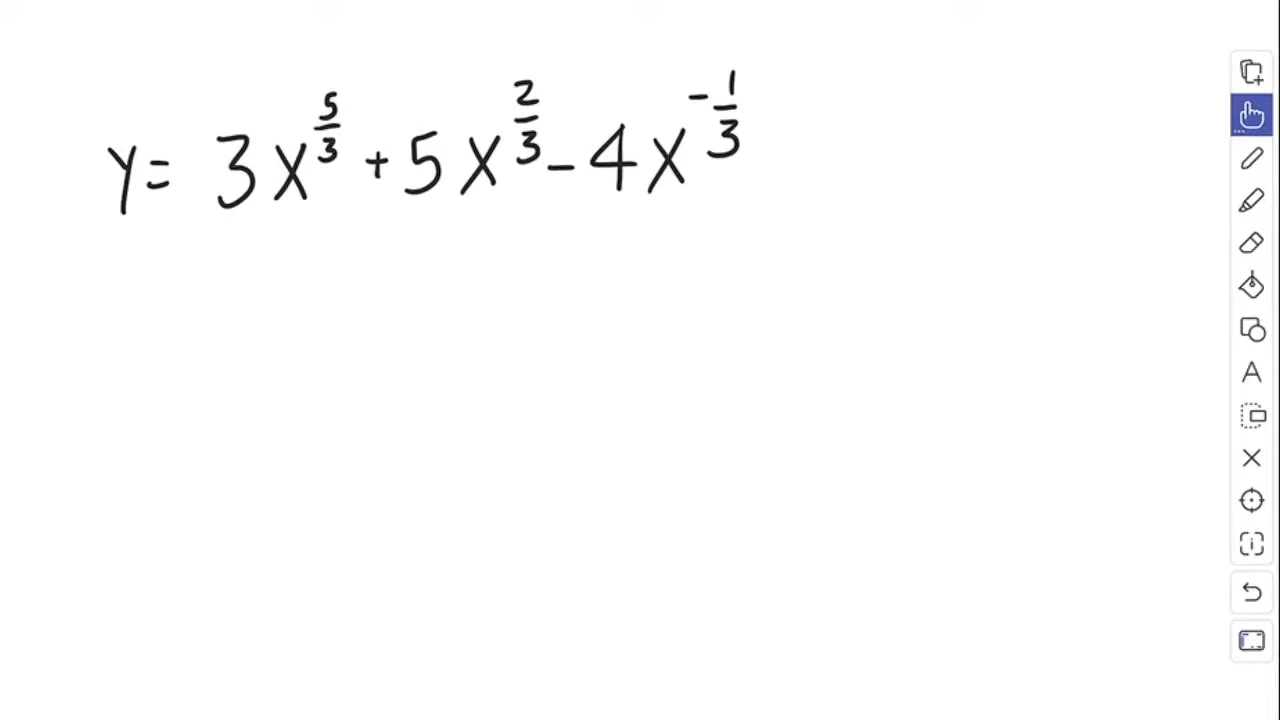 y = 3x^{5/3} + 5x^{2/3} - 4x^{-1/3}
A